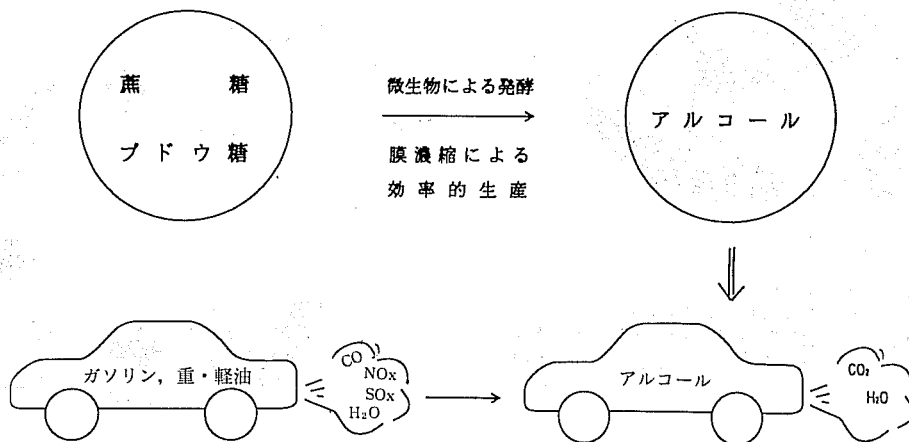 蔗糖
ブドウ糖
微生物による発酵
膜濃縮による
効率的生産
アルコール
ガソリン，重・軽油
CO
NOx
SOx
H₂O
アルコール
CO₂
H₂O